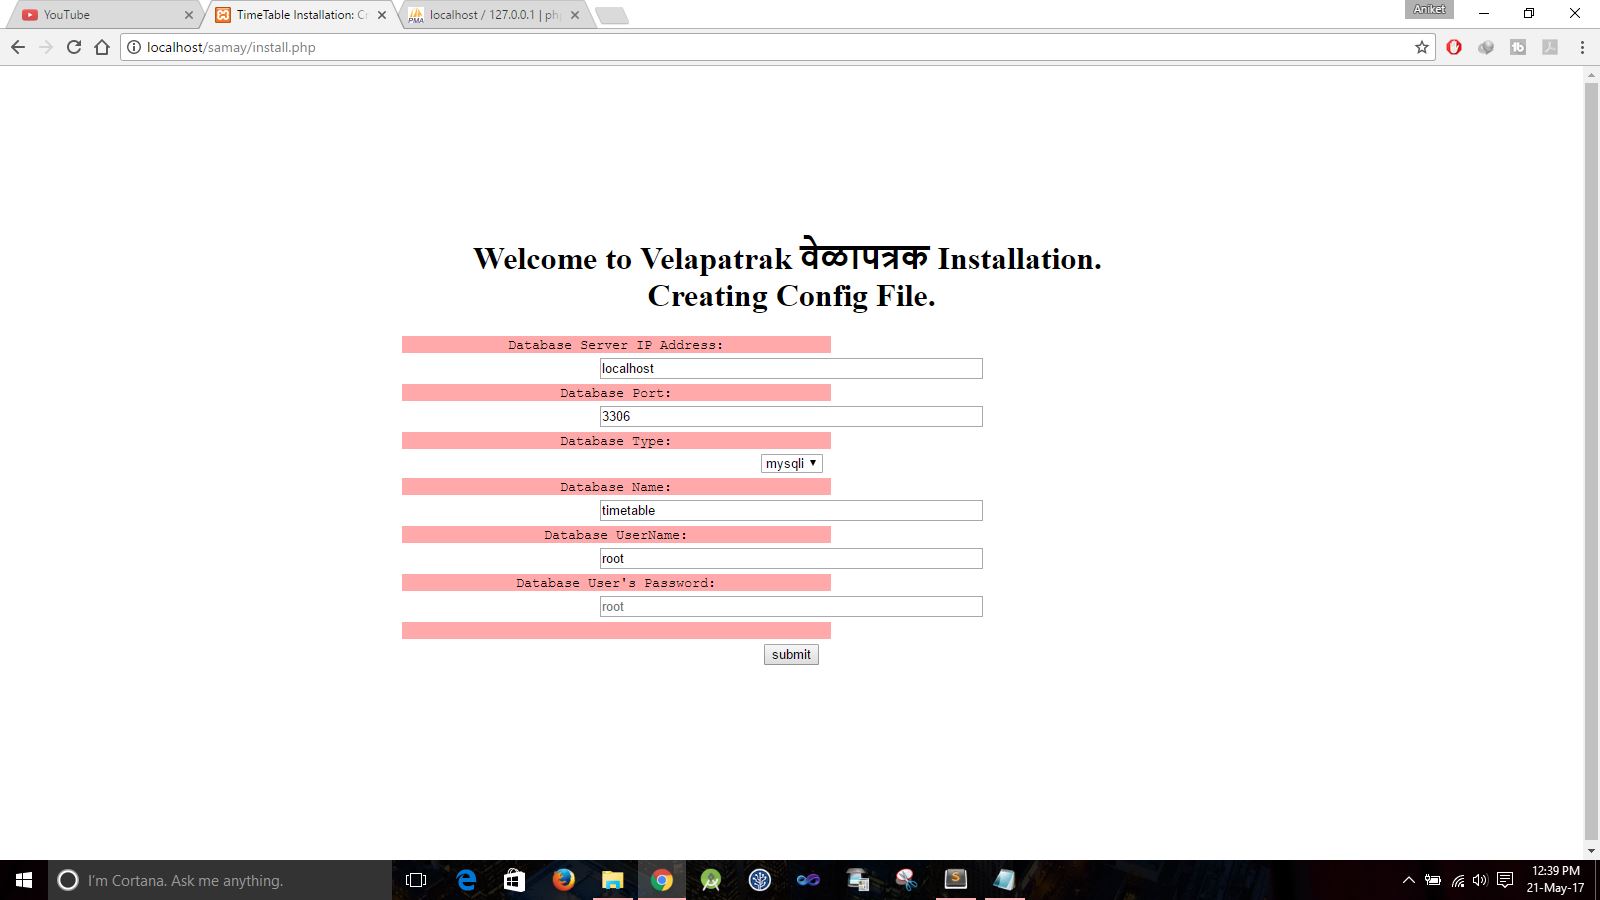 YouTube
TimeTable Installation: Cr
localhost / 127.0.0.1 | ph
Aniket
localhost/samay/install.php
Welcome to Velapatrak वेळापत्रक Installation.
Creating Config File.
Database Server IP Address:
localhost
Database Port:
3306
Database Type:
mysqli
Database Name:
timetable
Database UserName:
root
Database User's Password:
root
submit
I'm Cortana. Ask me anything.
12:39 PM
21-May-17